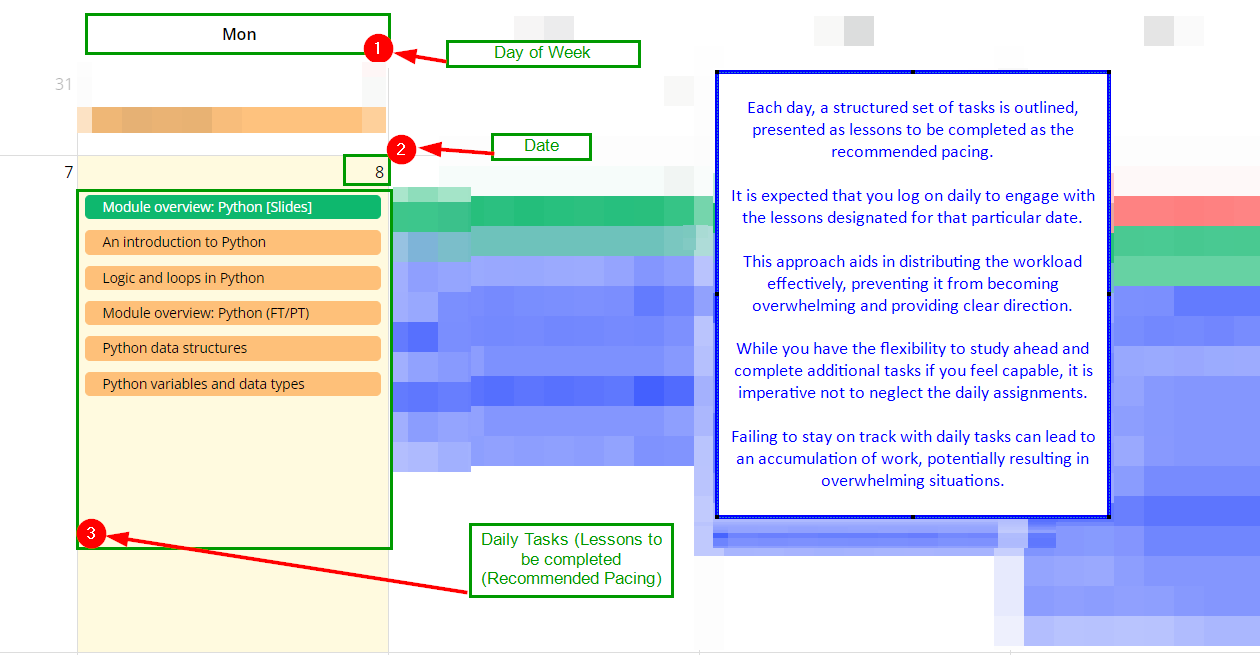 Mon
1
Day of Week
31
2
Date
7
8
Module overview: Python [Slides]
An introduction to Python
Logic and loops in Python
Module overview: Python (FT/PT)
Python data structures
Python variables and data types
3
Daily Tasks (Lessons to
be completed
(Recommended Pacing)
Each day, a structured set of tasks is outlined,
presented as lessons to be completed as the
recommended pacing.
It is expected that you log on daily to engage with
the lessons designated for that particular date.
This approach aids in distributing the workload
effectively, preventing it from becoming
overwhelming and providing clear direction.
While you have the flexibility to study ahead and
complete additional tasks if you feel capable, it is
imperative not to neglect the daily assignments.
Failing to stay on track with daily tasks can lead to
an accumulation of work, potentially resulting in
overwhelming situations.